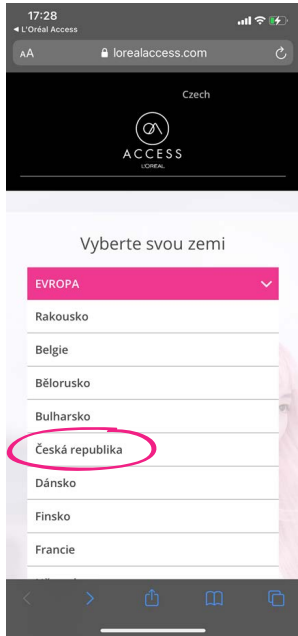 17:28
◄ L'Oréal Access
AA lorealaccess.com
Czech
ACCESS
L'ORÉAL
Vyberte svou zemi
EVROPA
Rakousko
Belgie
Bělorusko
Bulharsko
Česká republika
Dánsko
Finsko
Francie